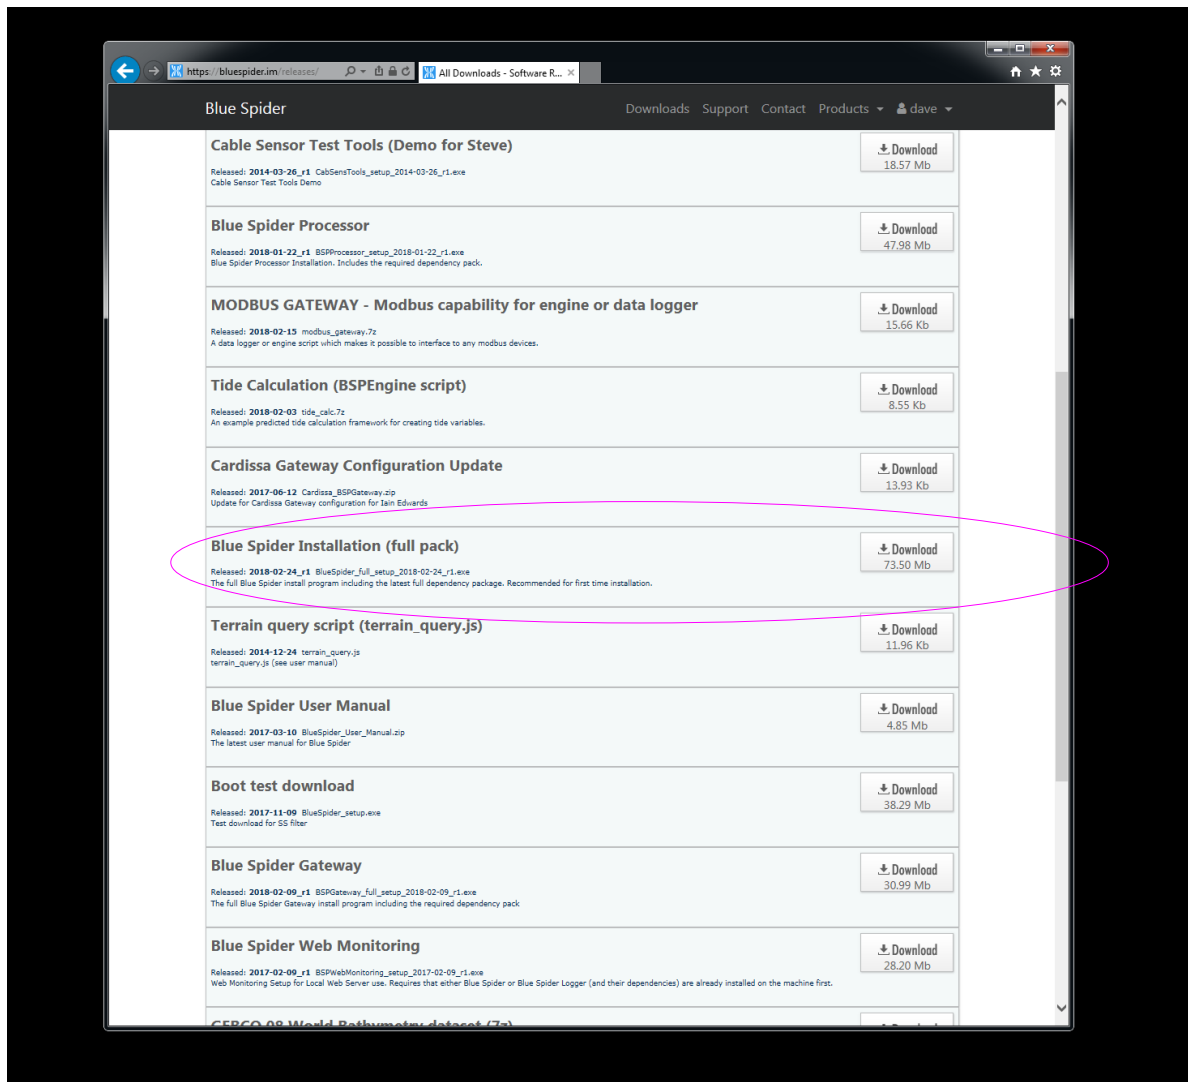 https://bluespider.im/releases/
All Downloads - Software R...
Blue Spider
Downloads Support Contact Products dave
Cable Sensor Test Tools (Demo for Steve)
Download
18.57 Mb
Released: 2014-03-26_r1 CabSensTools_setup_2014-03-26_r1.exe
Cable Sensor Test Tools Demo
Blue Spider Processor
Download
47.98 Mb
Released: 2018-01-22_r1 BSPProcessor_setup_2018-01-22_r1.exe
Blue Spider Processor Installation. Includes the required dependency pack.
MODBUS GATEWAY - Modbus capability for engine or data logger
Download
15.66 Kb
Released: 2018-02-15 modbus_gateway.7z
A data logger or engine script which makes it possible to interface to any modbus devices.
Tide Calculation (BSPEngine script)
Download
8.55 Kb
Released: 2018-02-03 tide_calc.7z
An example predicted tide calculation framework for creating tide variables.
Cardissa Gateway Configuration Update
Download
13.93 Kb
Released: 2017-06-12 Cardissa_BSPGateway.zip
Update for Cardissa Gateway configuration for Iain Edwards
Blue Spider Installation (full pack)
Download
73.50 Mb
Released: 2018-02-24_r1 BlueSpider_full_setup_2018-02-24_r1.exe
The full Blue Spider install program including the latest full dependency package. Recommended for first time installation.
Terrain query script (terrain_query.js)
Download
11.96 Kb
Released: 2014-12-24 terrain_query.js
terrain_query.js (see user manual)
Blue Spider User Manual
Download
4.85 Mb
Released: 2017-03-10 BlueSpider_User_Manual.zip
The latest user manual for Blue Spider
Boot test download
Download
38.29 Mb
Released: 2017-11-09 BlueSpider_setup.exe
Test download for SS filter
Blue Spider Gateway
Download
30.99 Mb
Released: 2018-02-09_r1 BSPGateway_full_setup_2018-02-09_r1.exe
The full Blue Spider Gateway install program including the required dependency pack
Blue Spider Web Monitoring
Download
28.20 Mb
Released: 2017-02-09_r1 BSPWebMonitoring_setup_2017-02-09_r1.exe
Web Monitoring Setup for Local Web Server use. Requires that either Blue Spider or Blue Spider Logger (and their dependencies) are already installed on the machine first.
GEBCO 08 World Bathymetry dataset (7z)